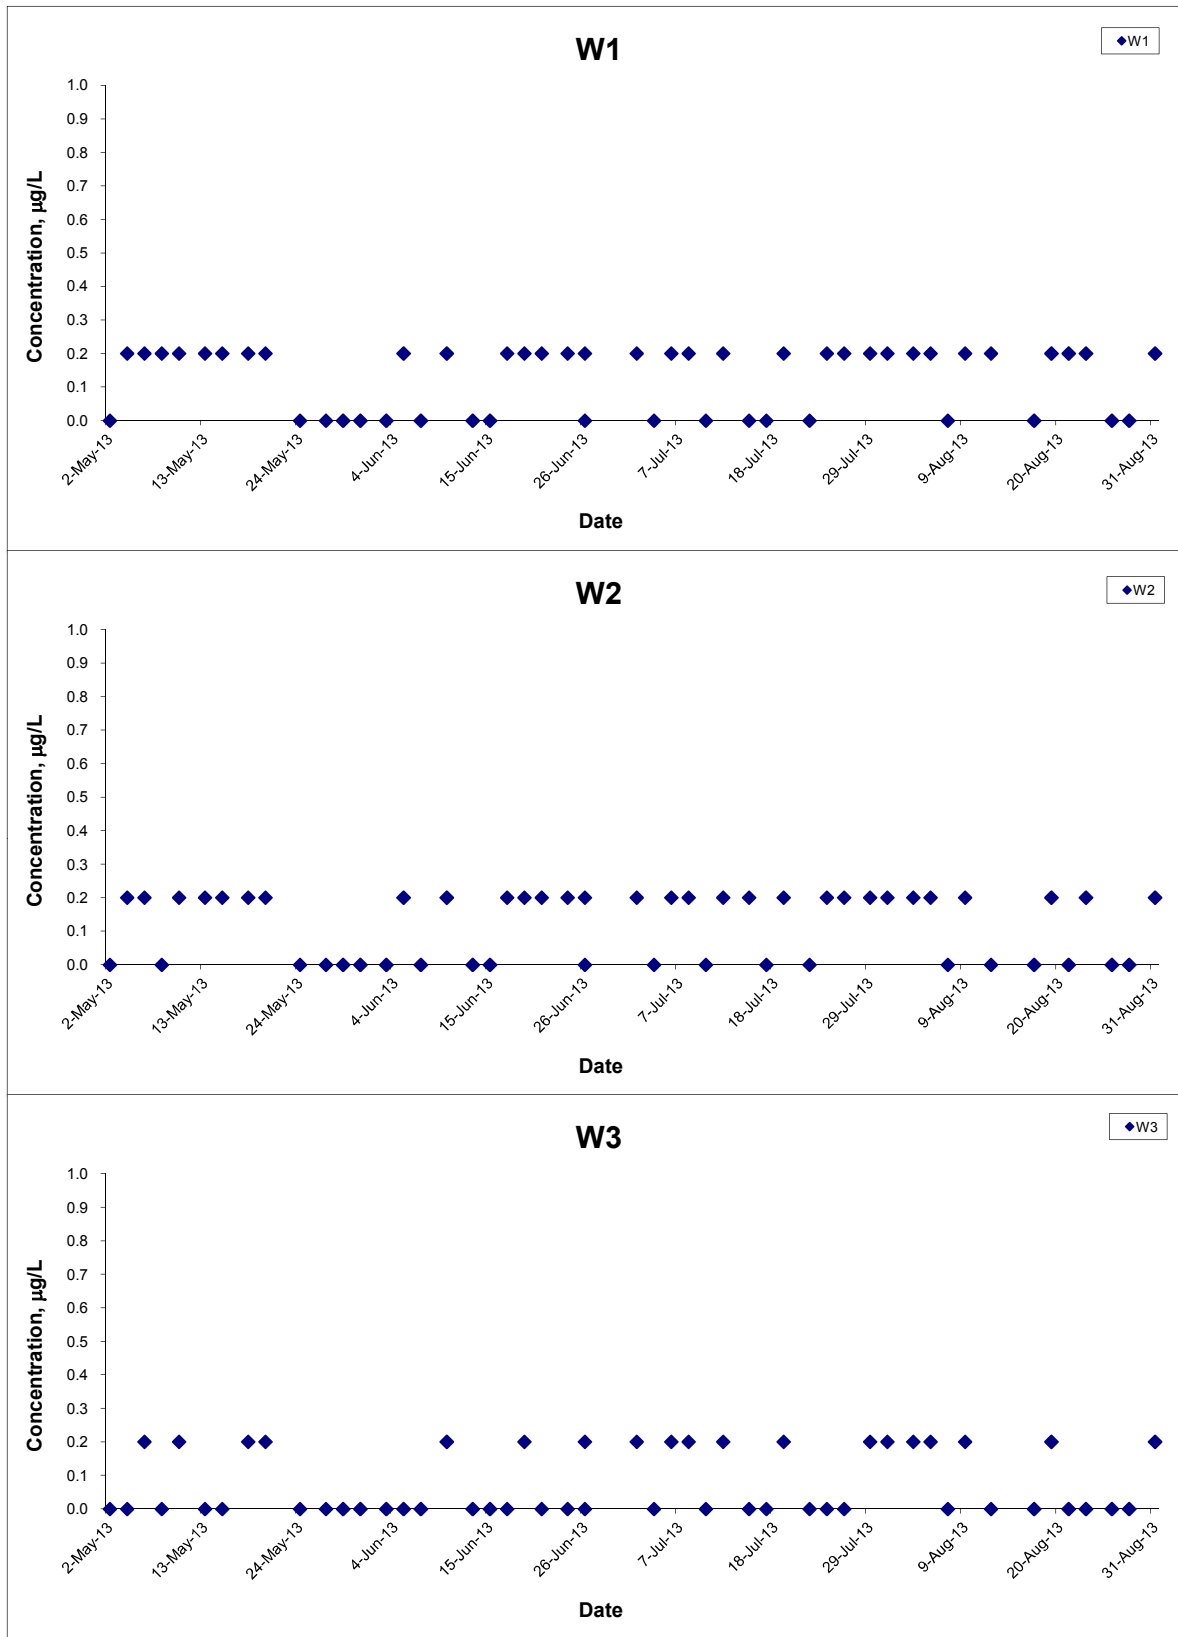 W1
W1
1.0
0.9
0.8
0.7
0.6
0.5
0.4
0.3
0.2
0.1
0.0
Concentration, µg/L
2-May-13
13-May-13
24-May-13
4-Jun-13
15-Jun-13
26-Jun-13
7-Jul-13
18-Jul-13
29-Jul-13
9-Aug-13
20-Aug-13
31-Aug-13
Date
W2
W2
1.0
0.9
0.8
0.7
0.6
0.5
0.4
0.3
0.2
0.1
0.0
Concentration, µg/L
2-May-13
13-May-13
24-May-13
4-Jun-13
15-Jun-13
26-Jun-13
7-Jul-13
18-Jul-13
29-Jul-13
9-Aug-13
20-Aug-13
31-Aug-13
Date
W3
W3
1.0
0.9
0.8
0.7
0.6
0.5
0.4
0.3
0.2
0.1
0.0
Concentration, µg/L
2-May-13
13-May-13
24-May-13
4-Jun-13
15-Jun-13
26-Jun-13
7-Jul-13
18-Jul-13
29-Jul-13
9-Aug-13
20-Aug-13
31-Aug-13
Date